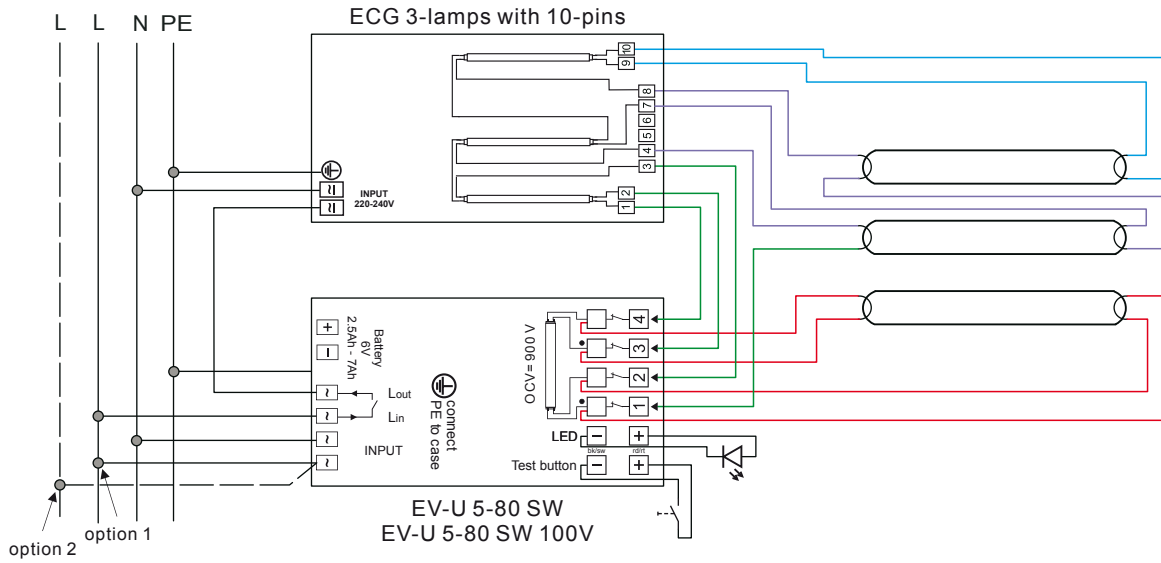 ECG 3-lamps with 10-pins
L L N PE
10
9
8
7
6
5
4
3
2
1
INPUT
220-240V
+
−
Battery
6V
2.5Ah - 7Ah
~ Lout
~ Lin
~
INPUT
~
connect
PE to case
OCV= 900 V
4
3
2
1
LED − +
bk/sw rd/rt
Test button − +
EV-U 5-80 SW
EV-U 5-80 SW 100V
option 1
option 2